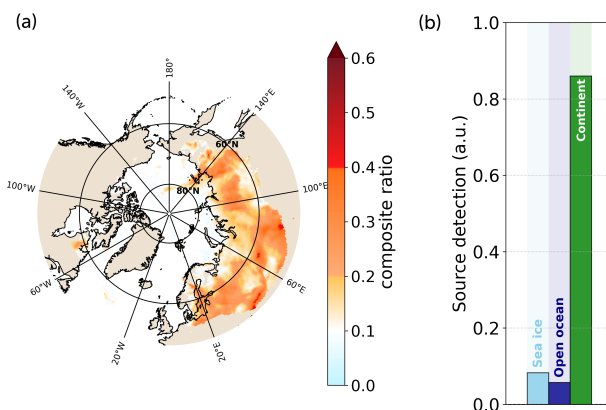 (a)
(b)
180°
140°W
140°E
100°W
100°E
60°N
80°N
60°W
60°E
20°W
20°E
0.6
0.5
0.4
0.3
0.2
0.1
0.0
composite ratio
1.0
0.8
0.6
0.4
0.2
0.0
Source detection (a.u.)
Sea ice
Open ocean
Continent